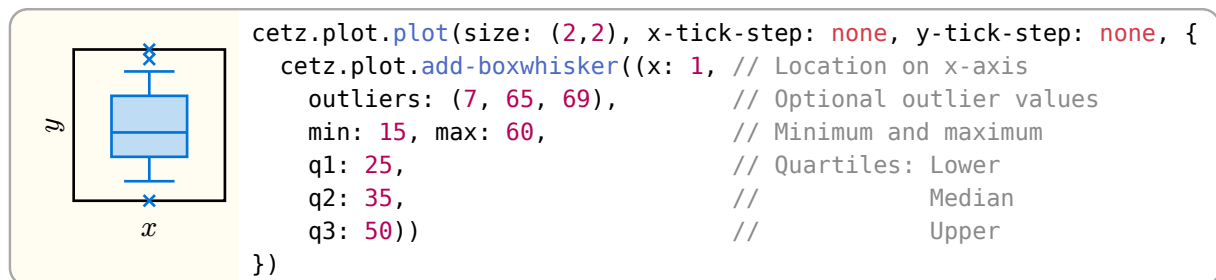 y
x
cetz.plot.plot(size: (2,2), x-tick-step: none, y-tick-step: none, {
  cetz.plot.add-boxwhisker((x: 1, // Location on x-axis
    outliers: (7, 65, 69),       // Optional outlier values
    min: 15, max: 60,            // Minimum and maximum
    q1: 25,                      // Quartiles: Lower
    q2: 35,                      //            Median
    q3: 50))                     //            Upper
})